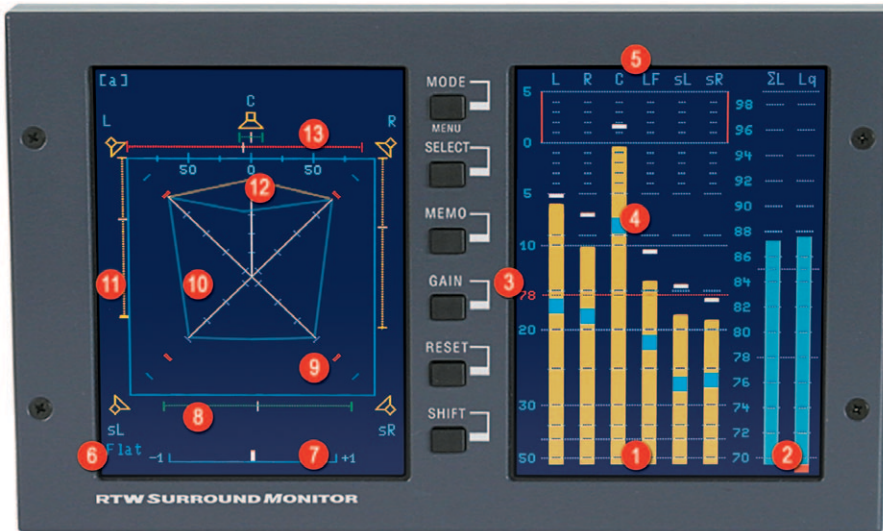 [a]
C
L
R
13
50
0
50
12
10
11
9
8
sL
sR
6
Flat
-1
7
+1
RTW SURROUND MONITOR
MODE
MENU
SELECT
MEMO
GAIN
RESET
SHIFT
5
L R C LF sL sR ΣL Lq
5
98
96
0
94
92
5
90
4
88
10
86
3
84
78
82
20
80
78
76
30
74
72
50
1
70
2